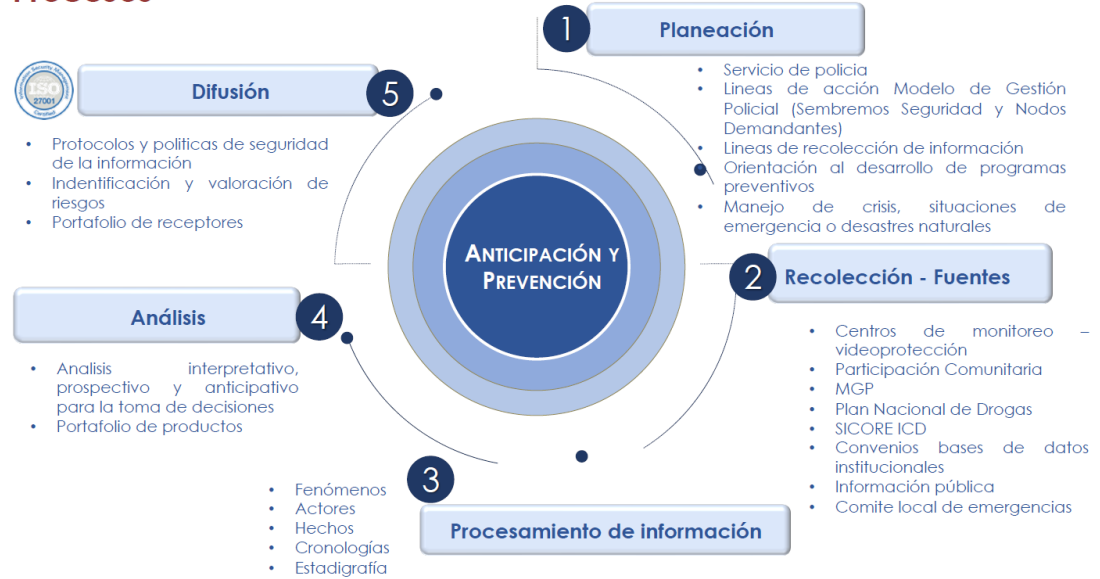 Procesos
1 Planeación
• Servicio de policia
• Lineas de acción Modelo de Gestión
Policial (Sembremos Seguridad y Nodos
Demandantes)
• Lineas de recolección de información
• Orientación al desarrollo de programas
preventivos
• Manejo de crisis, situaciones de
emergencia o desastres naturales
2 Recolección - Fuentes
• Centros de monitoreo –
videoprotección
• Participación Comunitaria
• MGP
• Plan Nacional de Drogas
• SICORE ICD
• Convenios bases de datos
institucionales
• Información pública
• Comite local de emergencias
3
Procesamiento de información
• Fenómenos
• Actores
• Hechos
• Cronologías
• Estadigrafía
Análisis 4
• Analisis interpretativo,
prospectivo y anticipativo
para la toma de decisiones
• Portafolio de productos
Information Security Management
ISO
27001
Certified
Difusión 5
• Protocolos y politicas de seguridad
de la información
• Indentificación y valoración de
riesgos
• Portafolio de receptores
ANTICIPACIÓN Y
PREVENCIÓN